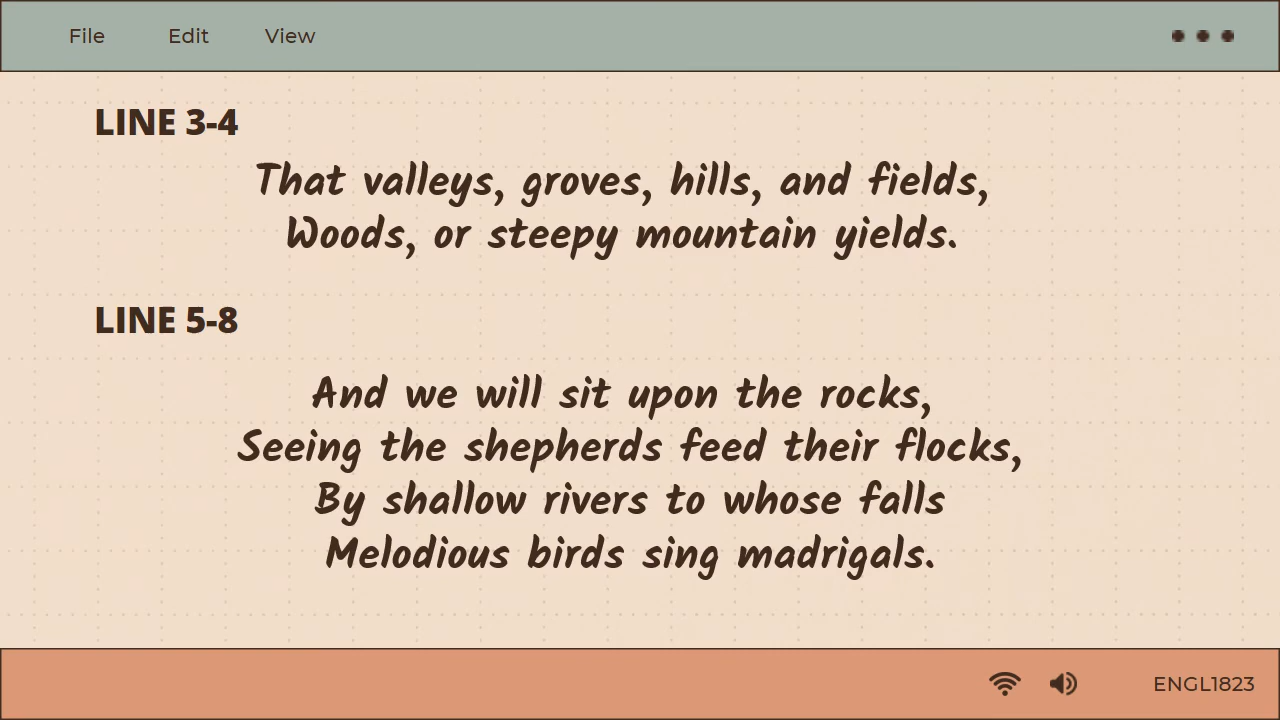 File Edit View
LINE 3-4
That valleys, groves, hills, and fields,
Woods, or steepy mountain yields.
LINE 5-8
And we will sit upon the rocks,
Seeing the shepherds feed their flocks,
By shallow rivers to whose falls
Melodious birds sing madrigals.
ENGL1823